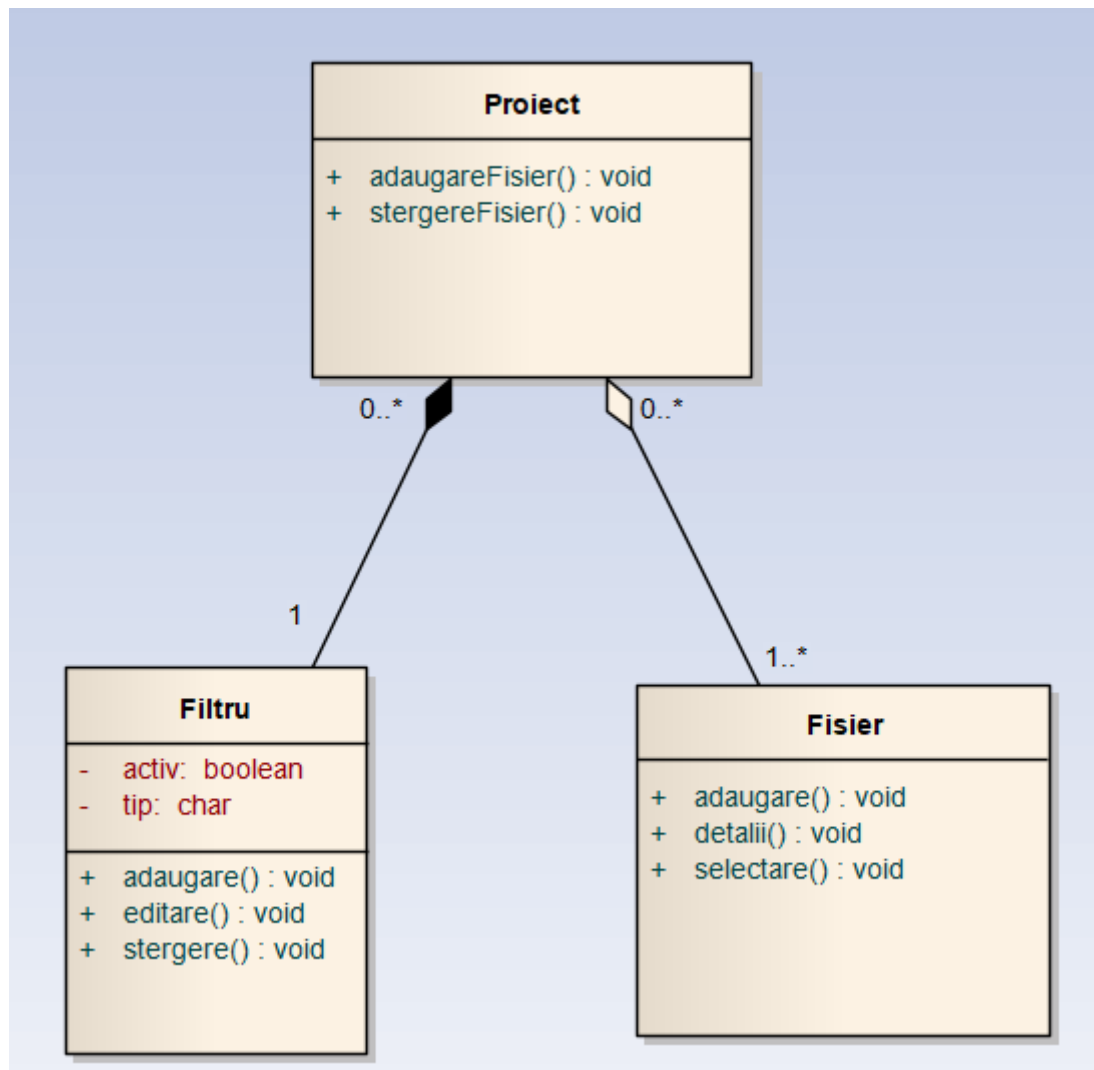 Proiect
+ adaugareFisier() : void
+ stergereFisier() : void
0..*
0..*
1
1..*
Filtru
- activ: boolean
- tip: char
+ adaugare() : void
+ editare() : void
+ stergere() : void
Fisier
+ adaugare() : void
+ detalii() : void
+ selectare() : void